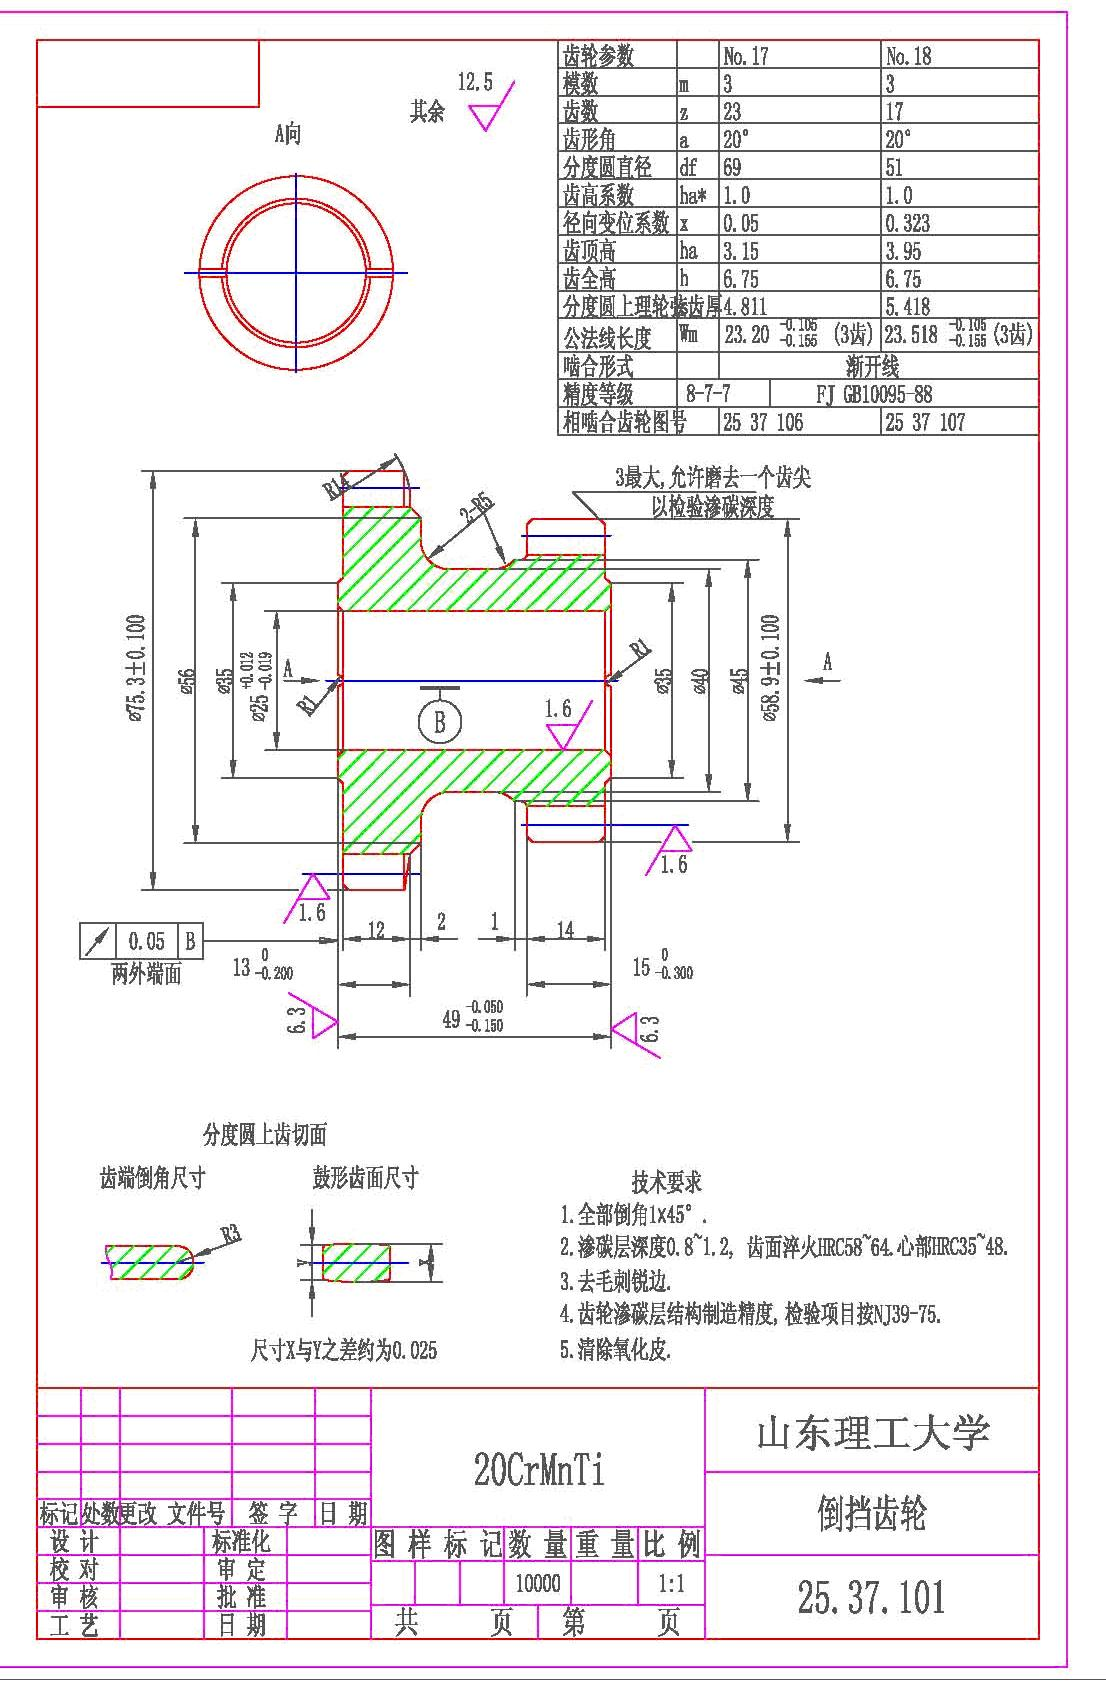 其余 12.5
A向
齿轮参数 No.17 No.18
模数 m 3 3
齿数 z 23 17
齿形角 a 20° 20°
分度圆直径 df 69 51
齿高系数 ha* 1.0 1.0
径向变位系数 x 0.05 0.323
齿顶高 ha 3.15 3.95
齿全高 h 6.75 6.75
分度圆上理轮 齿厚 4.811 5.418
公法线长度 Wm 23.20 -0.105 -0.155 (3齿) 23.518 -0.105 -0.155 (3齿)
啮合形式 渐开线
精度等级 8-7-7 FJ GB10095-88
相啮合齿轮图号 25 37 106 25 37 107
R14
2-R5
3最大,允许磨去一个齿尖
以检验渗碳深度
ø75.3±0.100
ø56
ø35
ø25 +0.012 -0.019
A
R1
B
1.6
R1
ø35
ø40
ø45
ø58.9±0.100
A
1.6
1.6
0.05 B
两外端面
12
2
1
14
13 0 -0.200
15 0 -0.300
49 -0.050 -0.150
6.3
6.3
分度圆上齿切面
齿端倒角尺寸
鼓形齿面尺寸
R3
Y
X
尺寸X与Y之差约为0.025
技术要求
1.全部倒角1x45°.
2.渗碳层深度0.8~1.2, 齿面淬火HRC58~64.心部HRC35~48.
3.去毛刺锐边.
4.齿轮渗碳层结构制造精度,检验项目按NJ39-75.
5.清除氧化皮.
标记 处数 更改 文件号 签 字 日 期
设 计 标准化
校 对 审 定
审 核 批 准
工 艺 日 期
20CrMnTi
图 样 标 记 数 量 重 量 比 例
10000 1:1
共 页 第 页
山东理工大学
倒挡齿轮
25.37.101